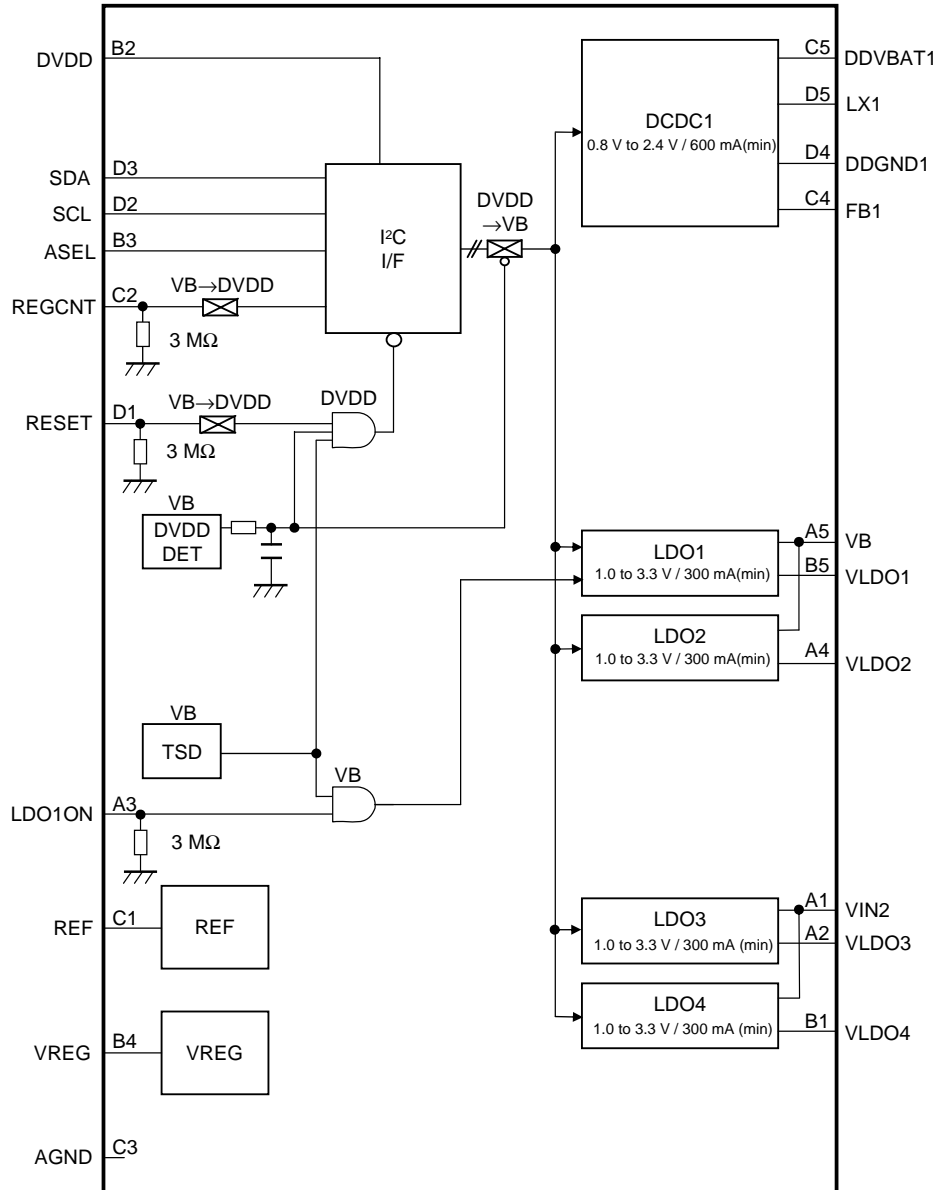 DVDD B2
C5 DDVBAT1
D5 LX1
DCDC1
0.8 V to 2.4 V / 600 mA(min)
D4 DDGND1
C4 FB1
SDA D3
SCL D2
ASEL B3
I²C
I/F
DVDD
→VB
REGCNT C2
VB→DVDD
3 MΩ
RESET D1
VB→DVDD
DVDD
3 MΩ
VB
DVDD
DET
LDO1
1.0 to 3.3 V / 300 mA(min)
A5 VB
B5 VLDO1
LDO2
1.0 to 3.3 V / 300 mA(min)
A4 VLDO2
VB
TSD
VB
LDO1ON A3
3 MΩ
REF C1
REF
LDO3
1.0 to 3.3 V / 300 mA (min)
A1 VIN2
A2 VLDO3
LDO4
1.0 to 3.3 V / 300 mA (min)
B1 VLDO4
VREG B4
VREG
AGND C3